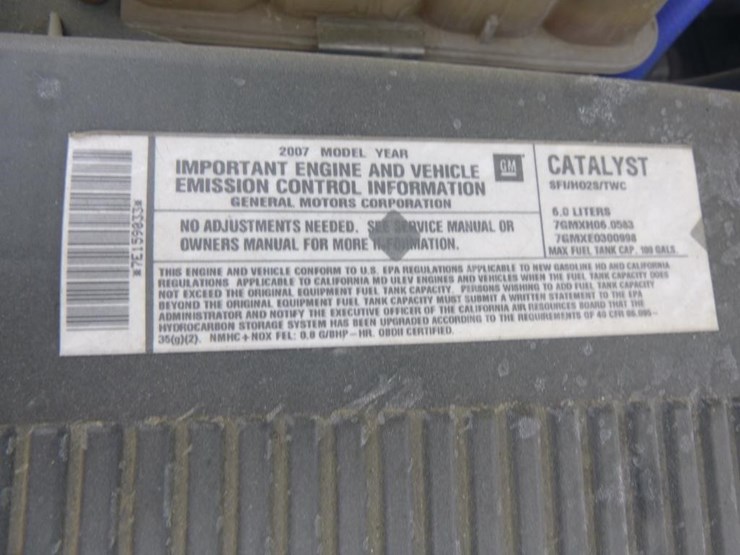 *7E159033*
2007 MODEL YEAR
IMPORTANT ENGINE AND VEHICLE
EMISSION CONTROL INFORMATION
GENERAL MOTORS CORPORATION
GM
NO ADJUSTMENTS NEEDED. SEE SERVICE MANUAL OR
OWNERS MANUAL FOR MORE INFORMATION.
CATALYST
SFI/HO2S/TWC
6.0 LITERS
7GMXH06.0583
7GMXE0300998
MAX FUEL TANK CAP. 100 GALS.
THIS ENGINE AND VEHICLE CONFORM TO U.S. EPA REGULATIONS APPLICABLE TO NEW GASOLINE HD AND CALIFORNIA
REGULATIONS APPLICABLE TO CALIFORNIA MD ULEV ENGINES AND VEHICLES WHEN THE FUEL TANK CAPACITY DOES
NOT EXCEED THE ORIGINAL EQUIPMENT FUEL TANK CAPACITY. PERSONS WISHING TO ADD FUEL TANK CAPACITY
BEYOND THE ORIGINAL EQUIPMENT FUEL TANK CAPACITY MUST SUBMIT A WRITTEN STATEMENT TO THE EPA
ADMINISTRATOR AND NOTIFY THE EXECUTIVE OFFICER OF THE CALIFORNIA AIR RESOURCES BOARD THAT THE
HYDROCARBON STORAGE SYSTEM HAS BEEN UPGRADED ACCORDING TO THE REQUIREMENTS OF 40 CFR 86.095-
35(g)(2). NMHC+NOX FEL: 0.8 G/BHP-HR. OBDII CERTIFIED.